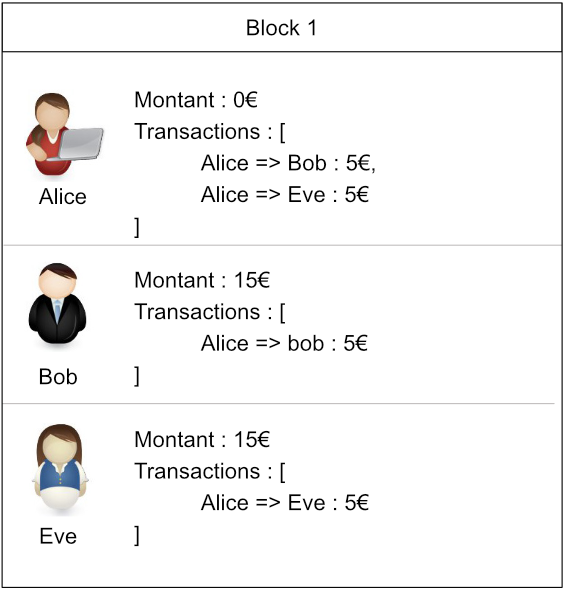 Block 1
Montant : 0€
Transactions : [
Alice => Bob : 5€,
Alice => Eve : 5€
]
Alice
Montant : 15€
Transactions : [
Alice => bob : 5€
]
Bob
Montant : 15€
Transactions : [
Alice => Eve : 5€
]
Eve